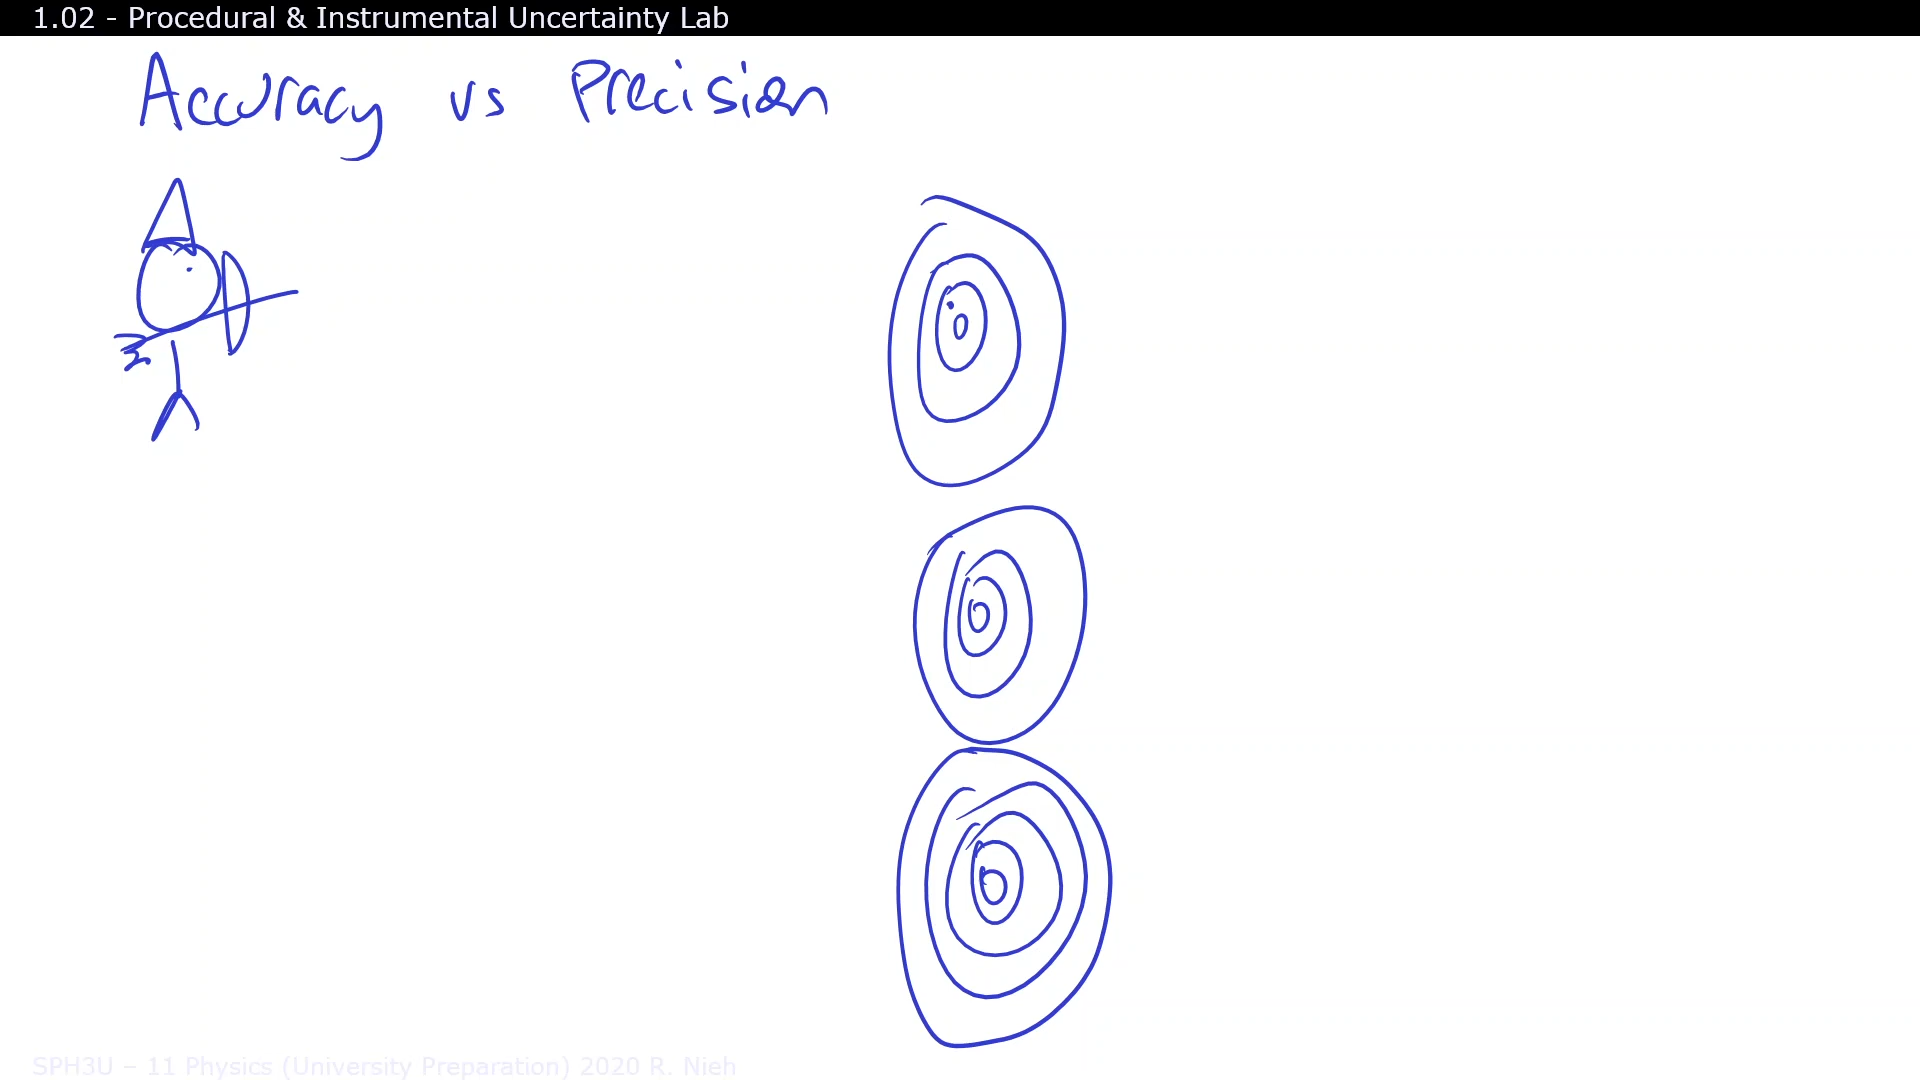 1.02 - Procedural & Instrumental Uncertainty Lab
Accuracy vs Precision
SPH3U – 11 Physics (University Preparation) 2020 R. Nieh